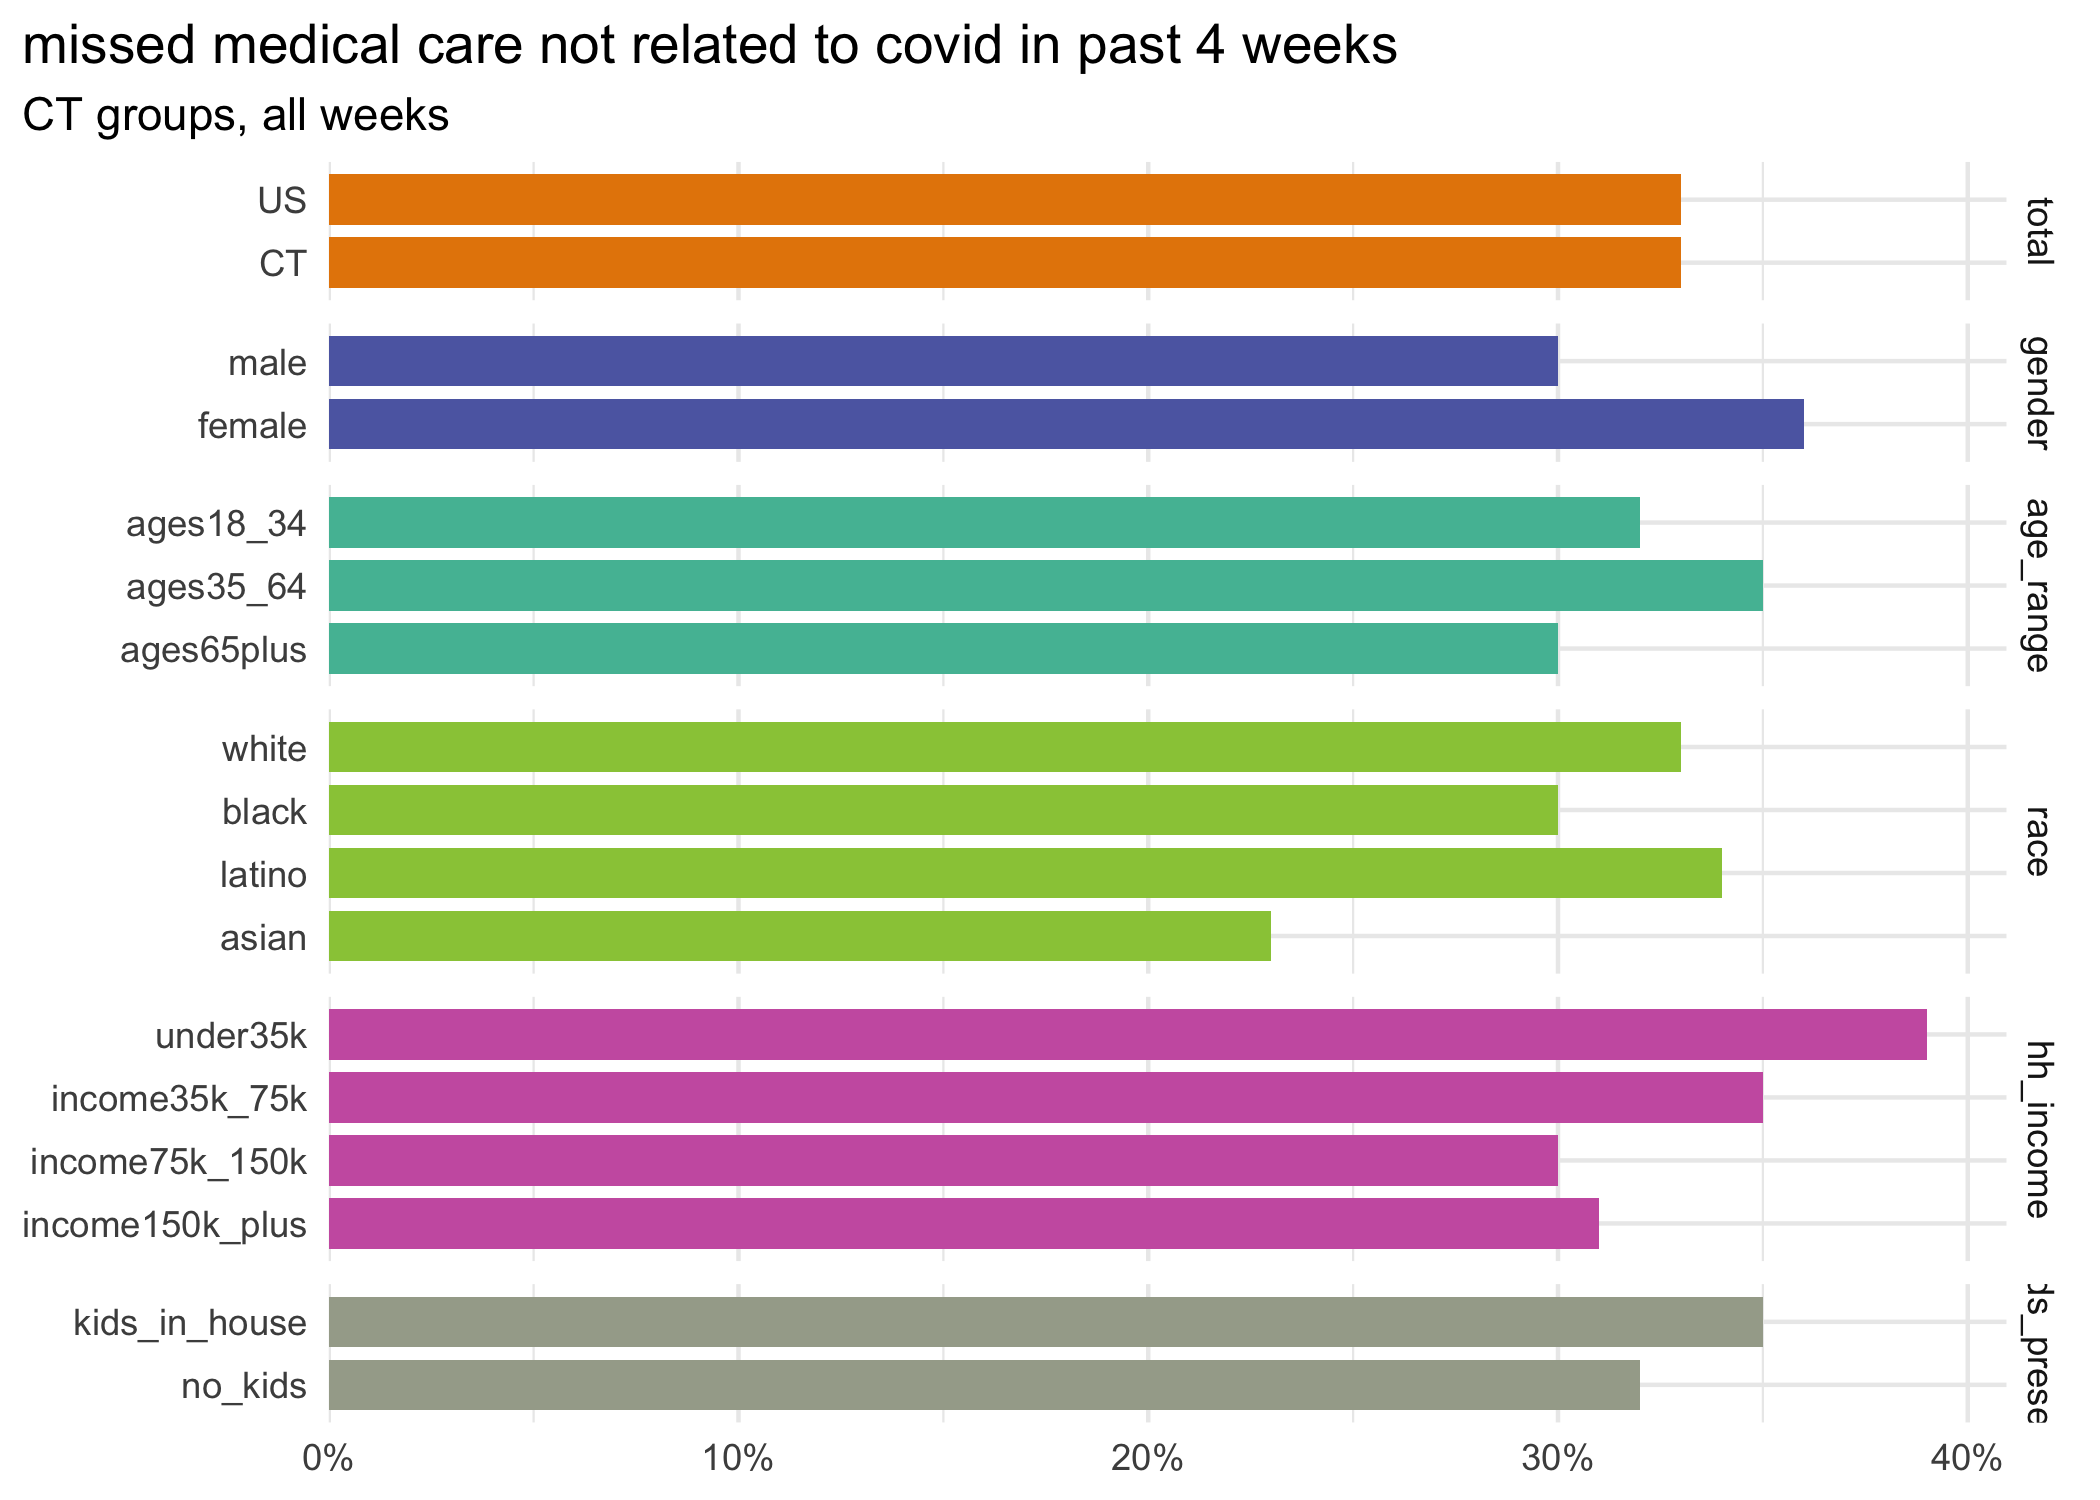 missed medical care not related to covid in past 4 weeks
CT groups, all weeks
US
CT
total
male
female
gender
ages18_34
ages35_64
ages65plus
age_range
white
black
latino
asian
race
under35k
income35k_75k
income75k_150k
income150k_plus
hh_income
kids_in_house
no_kids
ds_prese
0%
10%
20%
30%
40%